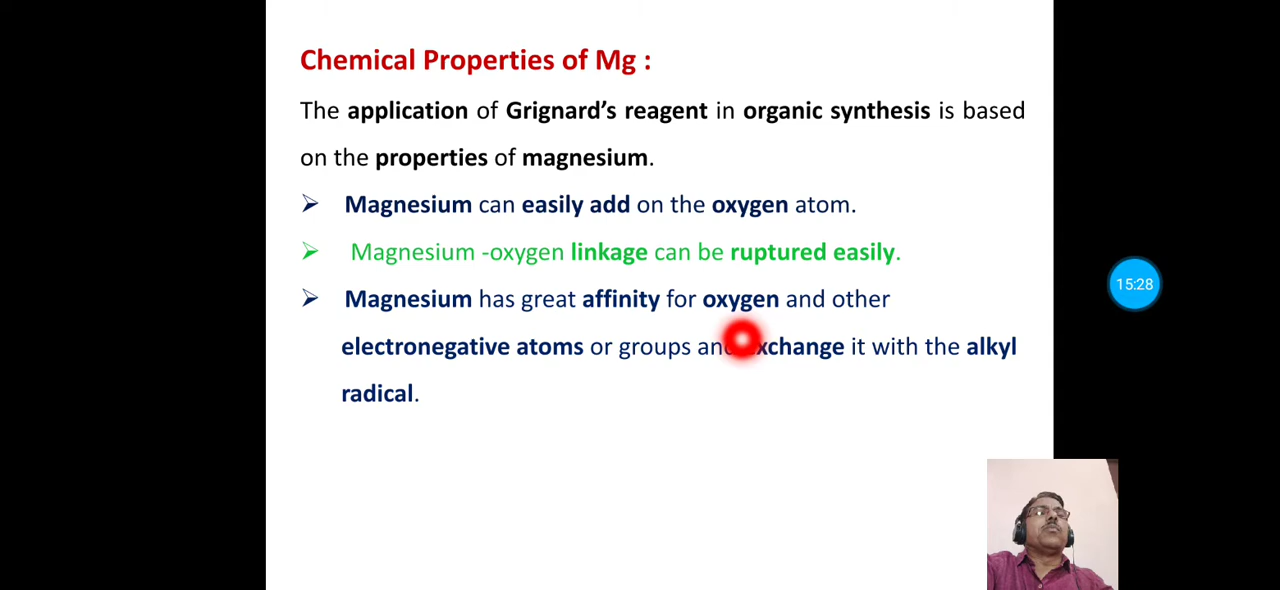 Chemical Properties of Mg :
The application of Grignard's reagent in organic synthesis is based
on the properties of magnesium.
➢ Magnesium can easily add on the oxygen atom.
➢ Magnesium -oxygen linkage can be ruptured easily.
➢ Magnesium has great affinity for oxygen and other
electronegative atoms or groups and exchange it with the alkyl
radical.
15:28